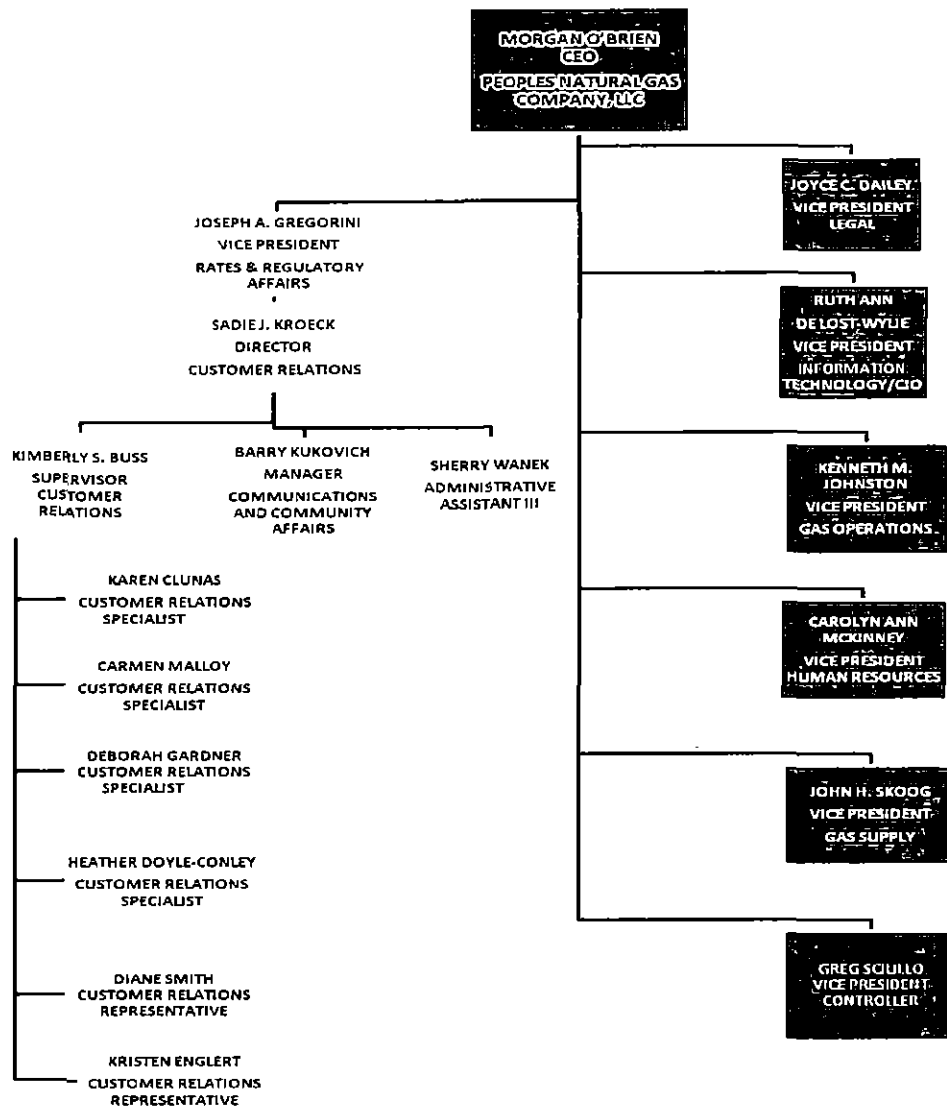 MORGAN O'BRIEN
CEO
PEOPLES NATURAL GAS
COMPANY, LLC
JOYCE C. DAILEY
VICE PRESIDENT
LEGAL
JOSEPH A. GREGORINI
VICE PRESIDENT
RATES & REGULATORY
AFFAIRS
RUTH ANN
DE LOST-WYLIE
VICE PRESIDENT
INFORMATION
TECHNOLOGY/CIO
SADIE J. KROECK
DIRECTOR
CUSTOMER RELATIONS
KIMBERLY S. BUSS
SUPERVISOR
CUSTOMER
RELATIONS
BARRY KUKOVICH
MANAGER
COMMUNICATIONS
AND COMMUNITY
AFFAIRS
SHERRY WANEK
ADMINISTRATIVE
ASSISTANT III
KENNETH M.
JOHNSTON
VICE PRESIDENT
GAS OPERATIONS
KAREN CLUNAS
CUSTOMER RELATIONS
SPECIALIST
CAROLYN ANN
MCKINNEY
VICE PRESIDENT
HUMAN RESOURCES
CARMEN MALLOY
CUSTOMER RELATIONS
SPECIALIST
DEBORAH GARDNER
CUSTOMER RELATIONS
SPECIALIST
JOHN H. SKOOG
VICE PRESIDENT
GAS SUPPLY
HEATHER DOYLE-CONLEY
CUSTOMER RELATIONS
SPECIALIST
GREG SCIULLO
VICE PRESIDENT
CONTROLLER
DIANE SMITH
CUSTOMER RELATIONS
REPRESENTATIVE
KRISTEN ENGLERT
CUSTOMER RELATIONS
REPRESENTATIVE